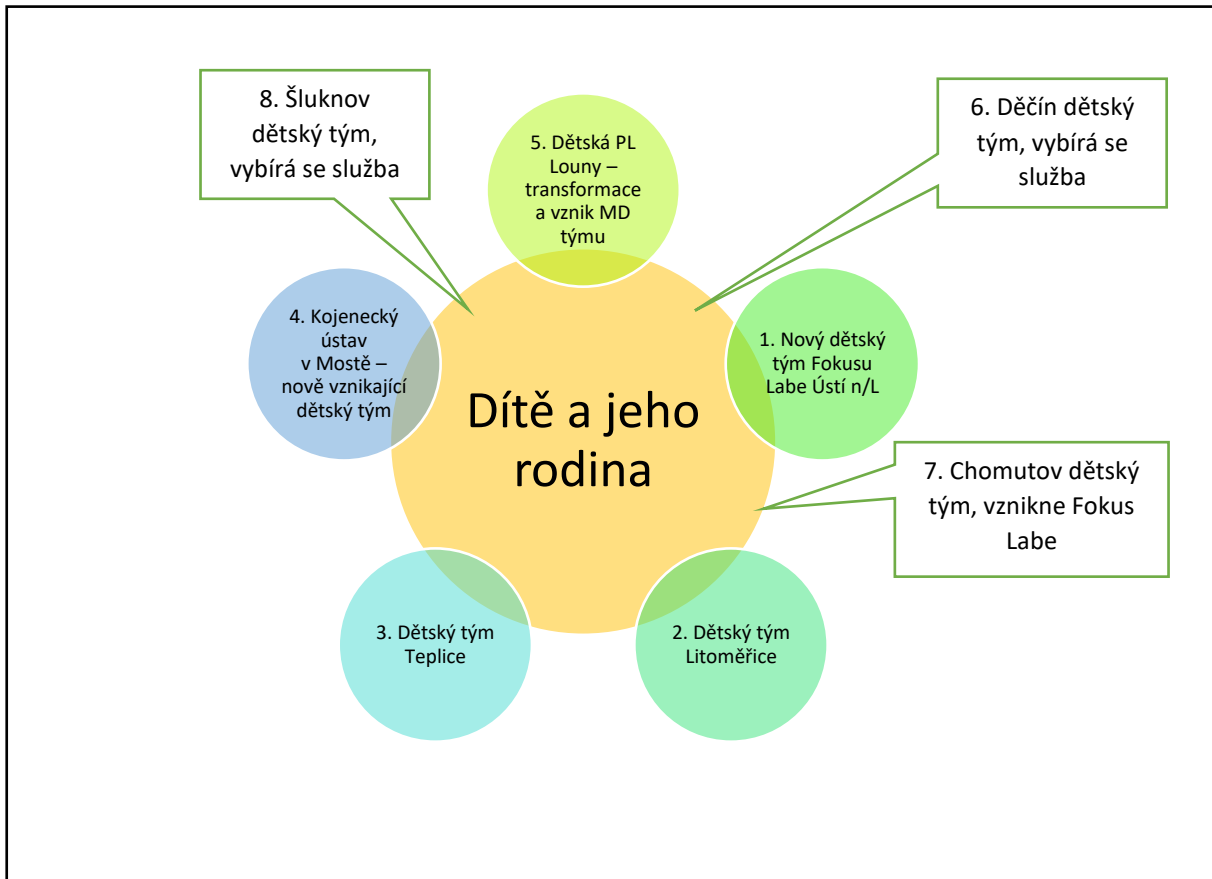 8. Šluknov
dětský tým,
vybírá se služba
5. Dětská PL
Louny –
transformace
a vznik MD
týmu
6. Děčín dětský
tým, vybírá se
služba
4. Kojenecký
ústav
v Mostě –
nově vznikající
dětský tým
1. Nový dětský
tým Fokusu
Labe Ústí n/L
Dítě a jeho
rodina
7. Chomutov dětský
tým, vznikne Fokus
Labe
3. Dětský tým
Teplice
2. Dětský tým
Litoměřice